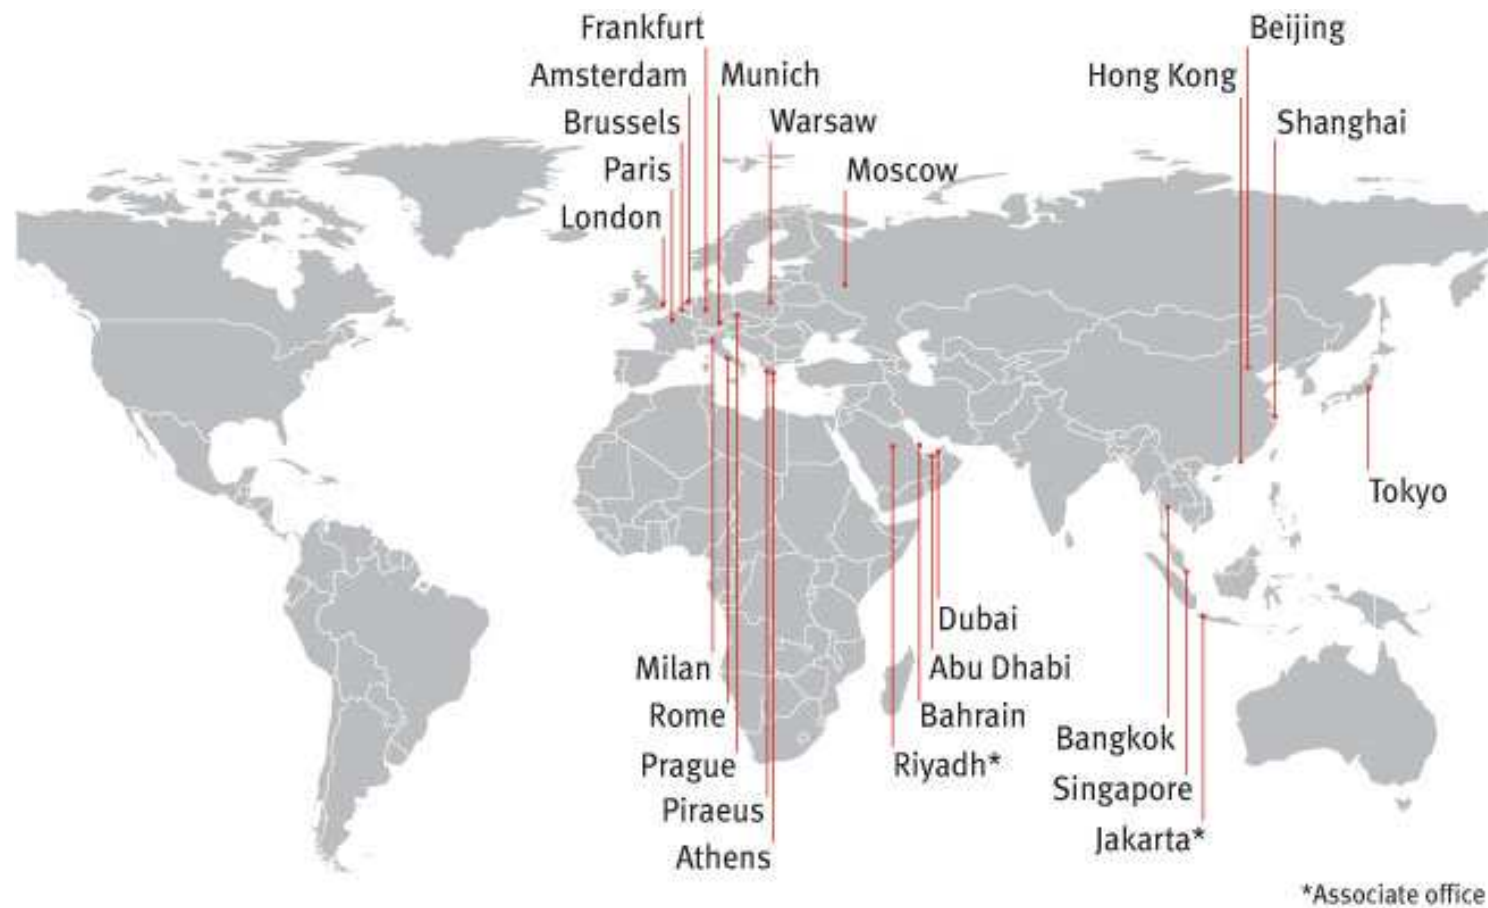 Frankfurt
Beijing
Amsterdam
Munich
Hong Kong
Brussels
Warsaw
Shanghai
Paris
Moscow
London
Tokyo
Dubai
Milan
Abu Dhabi
Rome
Bahrain
Bangkok
Prague
Riyadh*
Singapore
Piraeus
Jakarta*
Athens
*Associate office